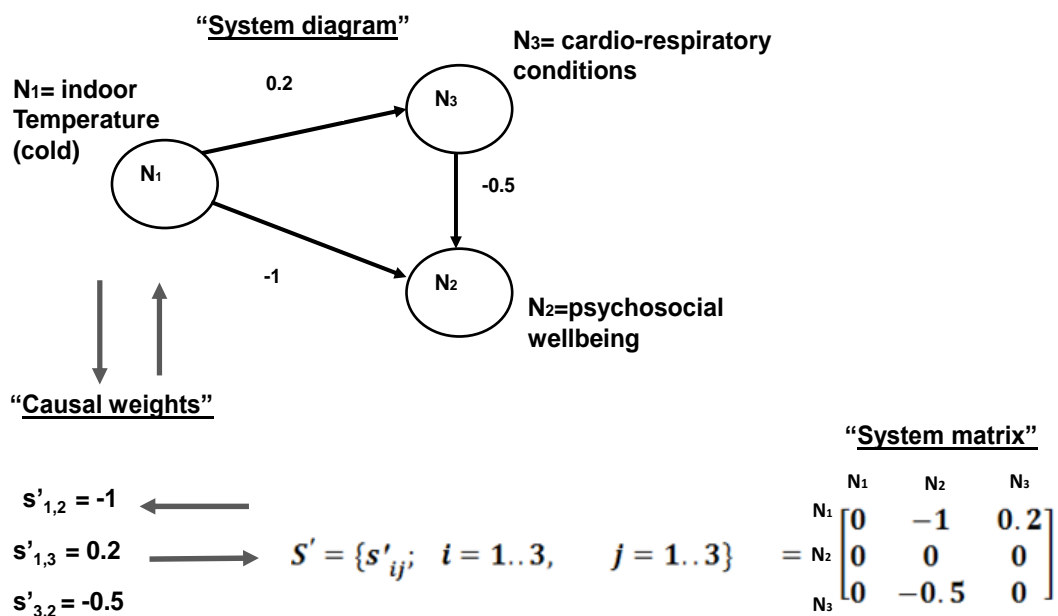 “System diagram”
N3= cardio-respiratory
conditions
N1= indoor
Temperature
(cold)
0.2
N3
N1
-0.5
-1
N2
N2=psychosocial
wellbeing
“Causal weights”
“System matrix”
N1 N2 N3
s’1,2 = -1
s’1,3 = 0.2
s’3,2 = -0.5
S′ = {s′ij; i = 1..3, j = 1..3} =
N1 [0 -1 0.2]
N2 [0 0 0]
N3 [0 -0.5 0]